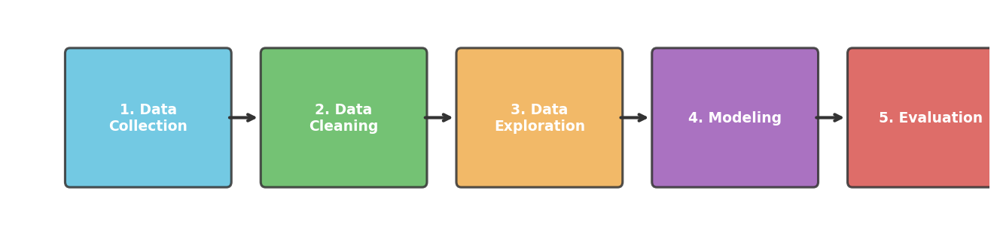 1. Data
Collection
2. Data
Cleaning
3. Data
Exploration
4. Modeling
5. Evaluation